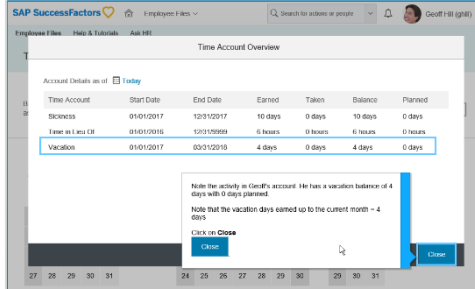 SAP SuccessFactors
Employee Files
Search for actions or people
Geoff Hill (ghill)
Employee Files Help & Tutorials Ask HR
Time Account Overview
Account Details as of: Today
Time Account Start Date End Date Earned Taken Balance Planned
Sickness 01/01/2017 12/31/2017 10 days 0 days 10 days 0 days
Time in Lieu Of 01/01/2016 12/31/9999 6 hours 0 hours 6 hours 0 hours
Vacation 01/01/2017 03/31/2018 4 days 0 days 4 days 0 days
Note the activity in Geoff's account. He has a vacation balance of 4
days with 0 days planned.
Note that the vacation days earned up to the current month = 4
days
Click on Close
Close
Close
27 28 29 30 31 24 25 26 27 28 29 30 29 30 31